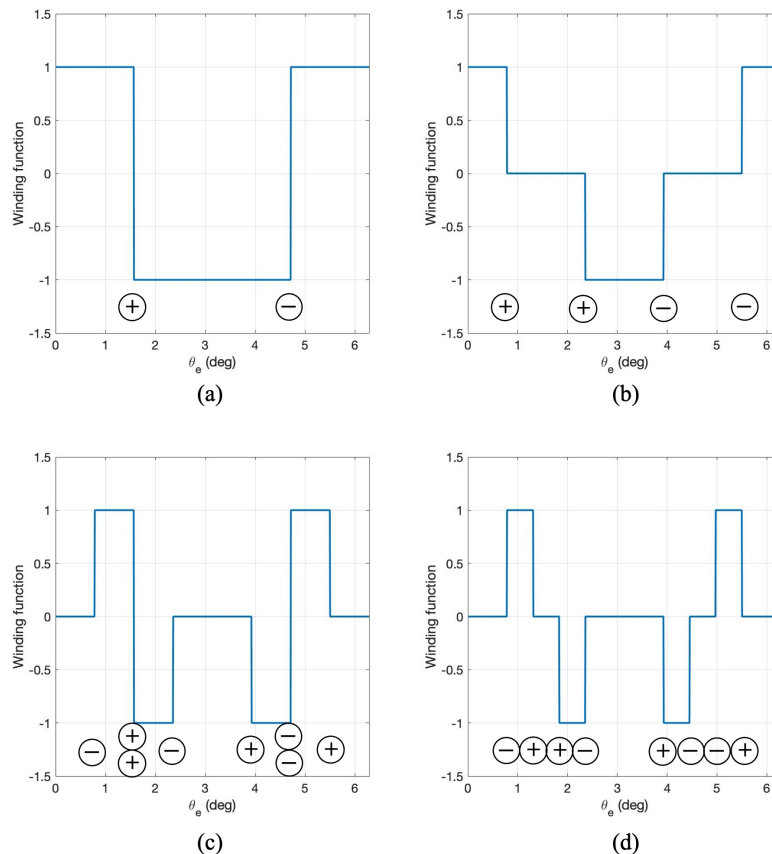 1.5
1
0.5
0
-0.5
-1
-1.5
Winding function
+ −
0 1 2 3 4 5 6
θe (deg)
(a)
1.5
1
0.5
0
-0.5
-1
-1.5
Winding function
+ + − −
0 1 2 3 4 5 6
θe (deg)
(b)
1.5
1
0.5
0
-0.5
-1
-1.5
Winding function
+ −
− − + +
+ −
0 1 2 3 4 5 6
θe (deg)
(c)
1.5
1
0.5
0
-0.5
-1
-1.5
Winding function
− + + − + − − +
0 1 2 3 4 5 6
θe (deg)
(d)